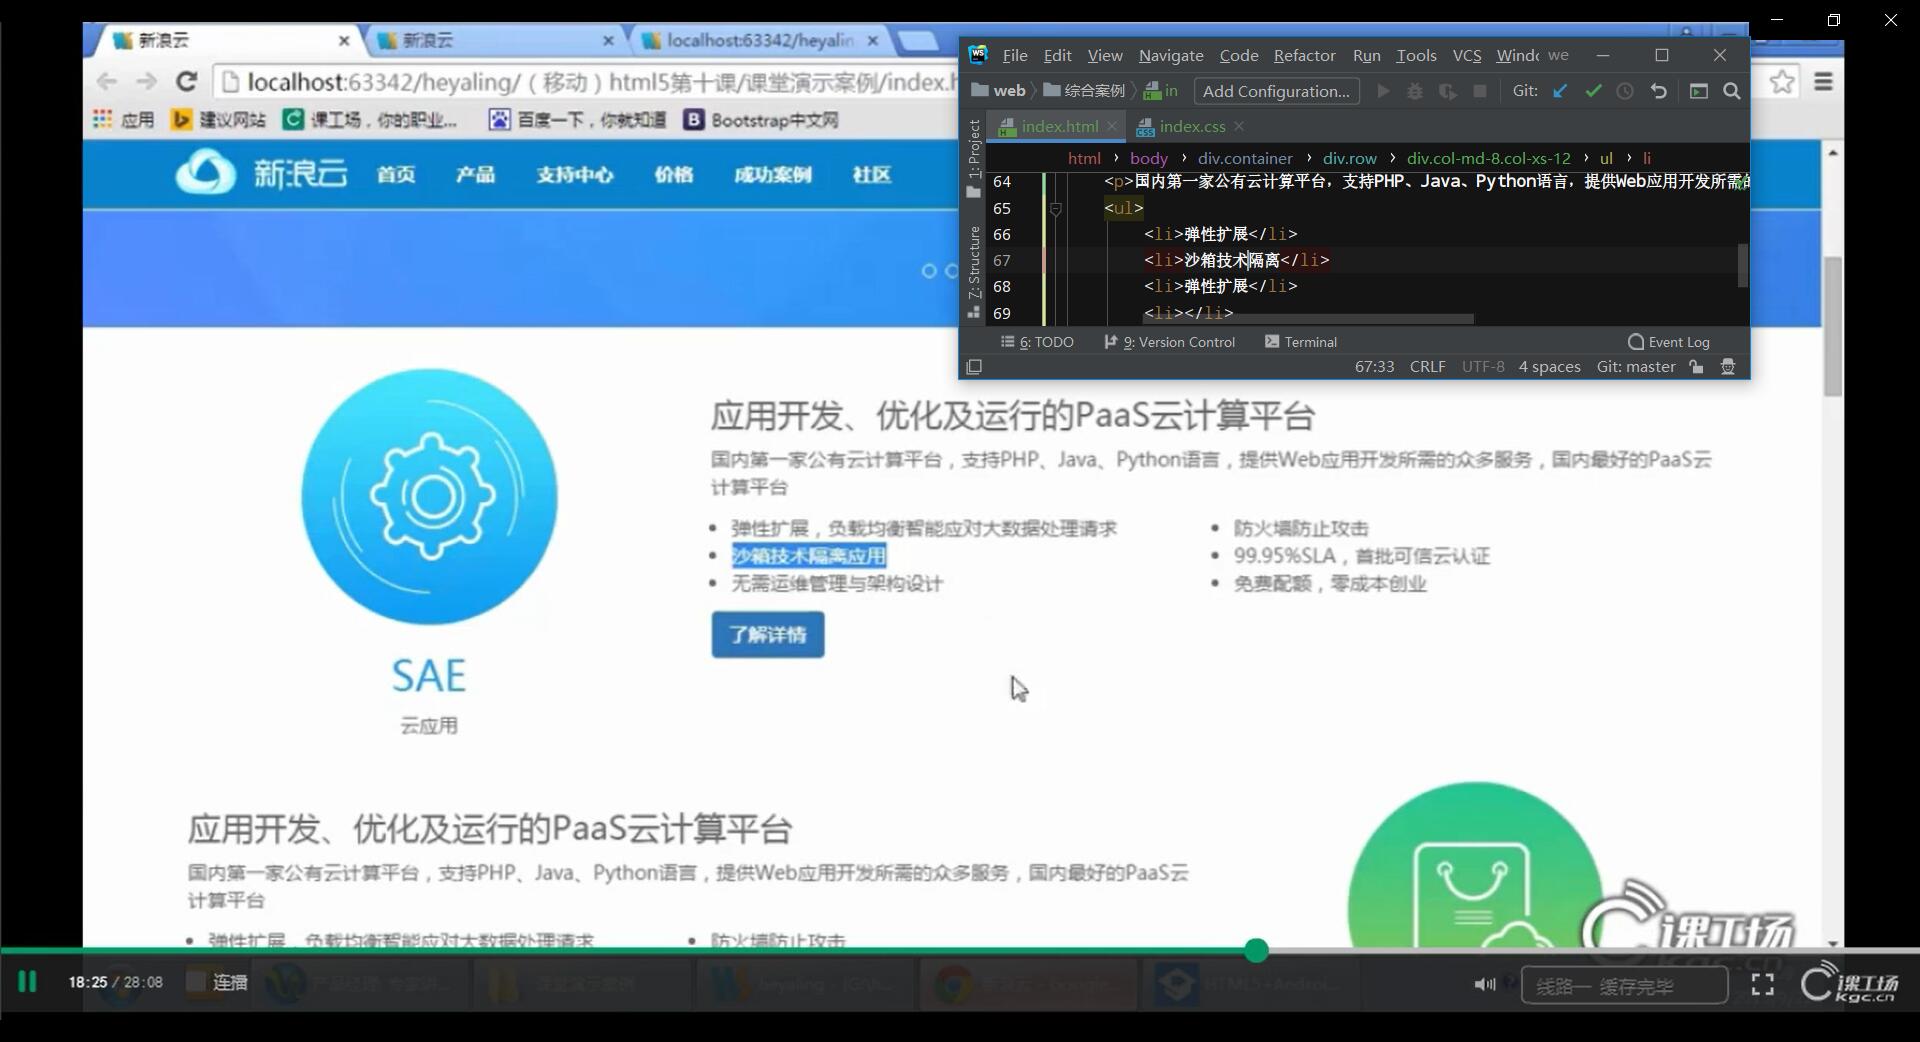 新浪云
新浪云
localhost:63342/heyalin
localhost:63342/heyaling/（移动）html5第十课/课堂演示案例/index.h
应用
建议网站
课工场，你的职业...
百度一下，你就知道
Bootstrap中文网
新浪云
首页
产品
支持中心
价格
成功案例
社区
File Edit View Navigate Code Refactor Run Tools VCS Windc we
web 综合案例 in Add Configuration... Git:
index.html index.css
html body div.container div.row div.col-md-8.col-xs-12 ul li
1: Project
7: Structure
64 <p>国内第一家公有云计算平台，支持PHP、Java、Python语言，提供Web应用开发所需的
65 <ul>
66 <li>弹性扩展</li>
67 <li>沙箱技术隔离</li>
68 <li>弹性扩展</li>
69 <li></li>
6: TODO 9: Version Control Terminal Event Log
67:33 CRLF UTF-8 4 spaces Git: master
应用开发、优化及运行的PaaS云计算平台
国内第一家公有云计算平台，支持PHP、Java、Python语言，提供Web应用开发所需的众多服务，国内最好的PaaS云
计算平台
弹性扩展，负载均衡智能应对大数据处理请求
沙箱技术隔离应用
无需运维管理与架构设计
防火墙防止攻击
99.95%SLA，首批可信云认证
免费配额，零成本创业
了解详情
SAE
云应用
应用开发、优化及运行的PaaS云计算平台
国内第一家公有云计算平台，支持PHP、Java、Python语言，提供Web应用开发所需的众多服务，国内最好的PaaS云
计算平台
弹性扩展，负载均衡智能应对大数据处理请求
防火墙防止攻击
课工场
kgc.cn
18:25 / 28:08
连播
线路一 缓存完毕
课工场
kgc.cn